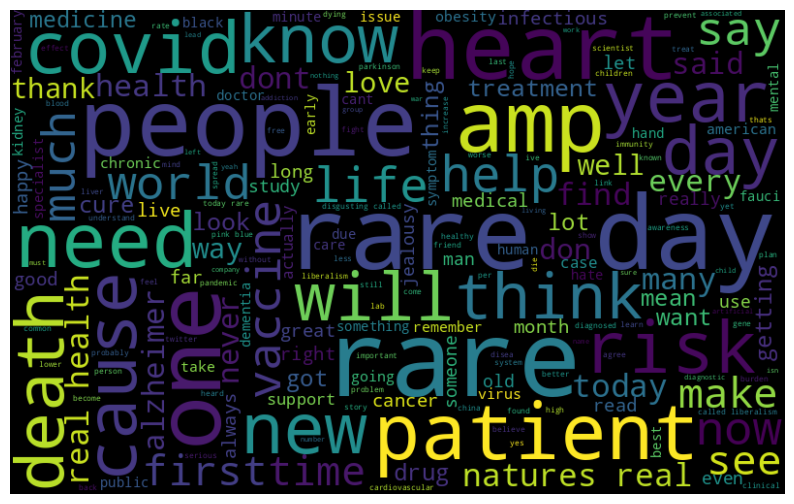 medicine
rate
black
minute
issue
obesity
infectious
prevent
associated
say
february
effect
lead
covid
know
dying
parkinson
nothing
keep
heart
last
work
hope
scientist
treat
children
let
said
mental
thank
health
dont
love
treatment
year
kidney
blood
doctor
early
cant
group
war
thing
increase
immunity
thats
addiction
fight
free
left
mind
yeah
people
amp
hand
american
day
specialist
happy
much
chronic
worse
live
well
known
find
every
fauci
liver
spread
today rare
world
long
study
life
symptom
help
medical
link
really
yet
understand
pink blue
cure
live
look
disgusting
called
jealousy
healthy
friend
human
lot
awareness
without
due
care
less
man
don
case
hate
living
show
plan
must
company
liberalism
actually
need
way
vaccine
rare day
die
sure
child
many
per
good
feel
far
pandemic
still
come
lab
will
think
mean
use
getting
common
twitter
dementia
great
something
remember
month
want
diagnosed
learn
gene
isn
death
cause
one
never
real health
alzheimer
probably
lower
person
become
heard
take
always
right
important
problem
rare
disea
system
better
someone
agree
risk
diagnostic
burden
got
going
old
today
make
called liberalism
support
cancer
virus
read
new
story
china
found
high
best
now
public
serious
number
believe
yes
patient
see
first
time
drug
natures real
even
clinical
cardiovascular